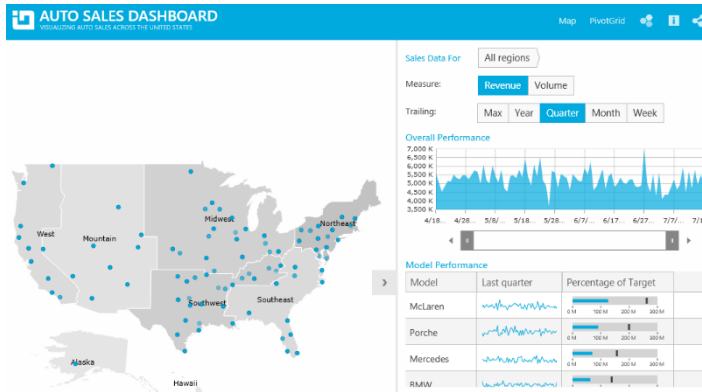 AUTO SALES DASHBOARD
VISUALIZING AUTO SALES ACROSS THE UNITED STATES
Map PivotGrid
Sales Data For All regions
Measure: Revenue Volume
Trailing: Max Year Quarter Month Week
Overall Performance
7,000 K
6,500 K
6,000 K
5,500 K
5,000 K
4,500 K
4,000 K
3,500 K
4/18... 4/28... 5/8/... 5/18... 5/28... 6/7/... 6/17... 6/27... 7/7/...
Model Performance
Model Last quarter Percentage of Target
McLaren
0 M 100 M 200 M 300 M
Porche
0 M 100 M 200 M 300 M
Mercedes
0 M 100 M 200 M 300 M
BMW
West
Mountain
Midwest
Northeast
Southwest
Southeast
Alaska
Hawaii